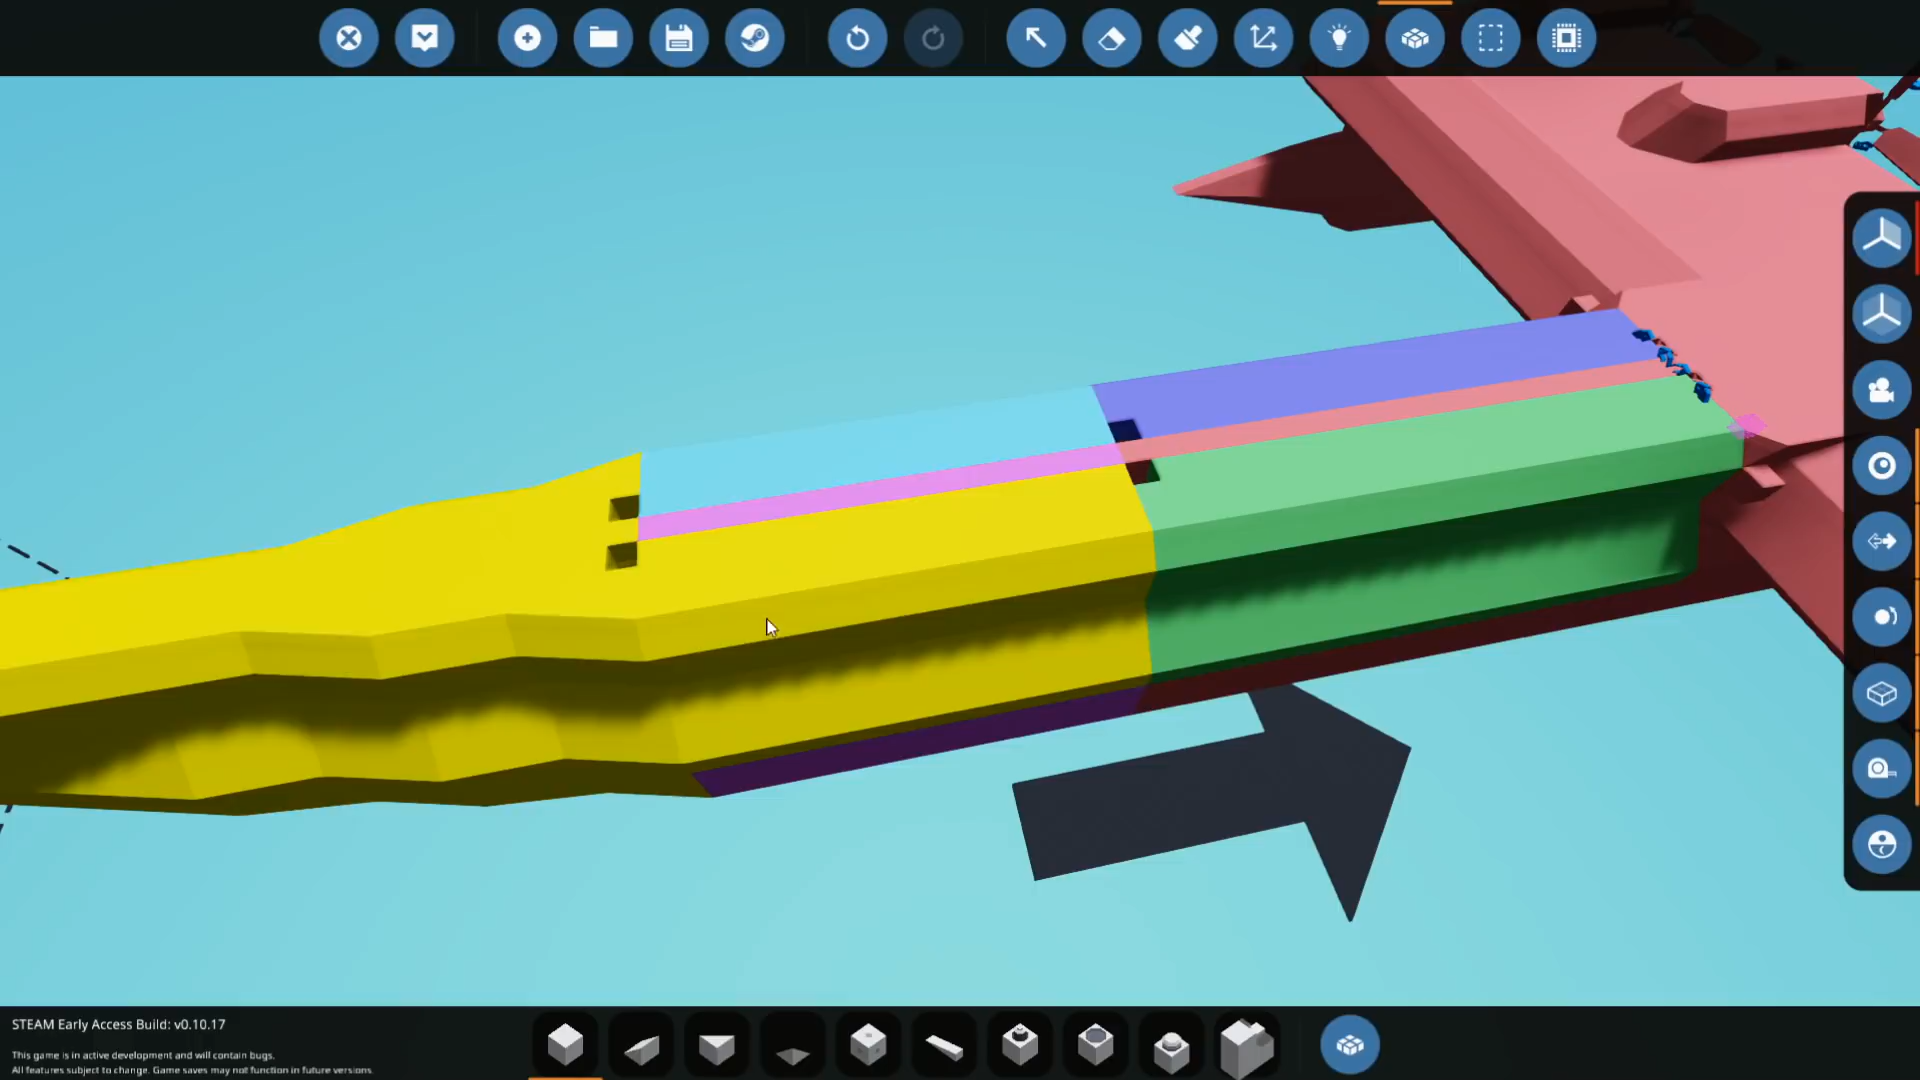 STEAM Early Access Build: v0.10.17
This game is in active development and will contain bugs.
All features subject to change. Game saves may not function in future versions.